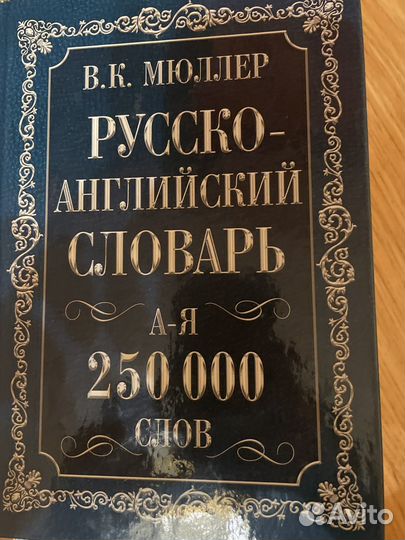 В.К. МЮЛЛЕР
РУССКО-
АНГЛИЙСКИЙ
СЛОВАРЬ
А-Я
250 000
СЛОВ
Avito